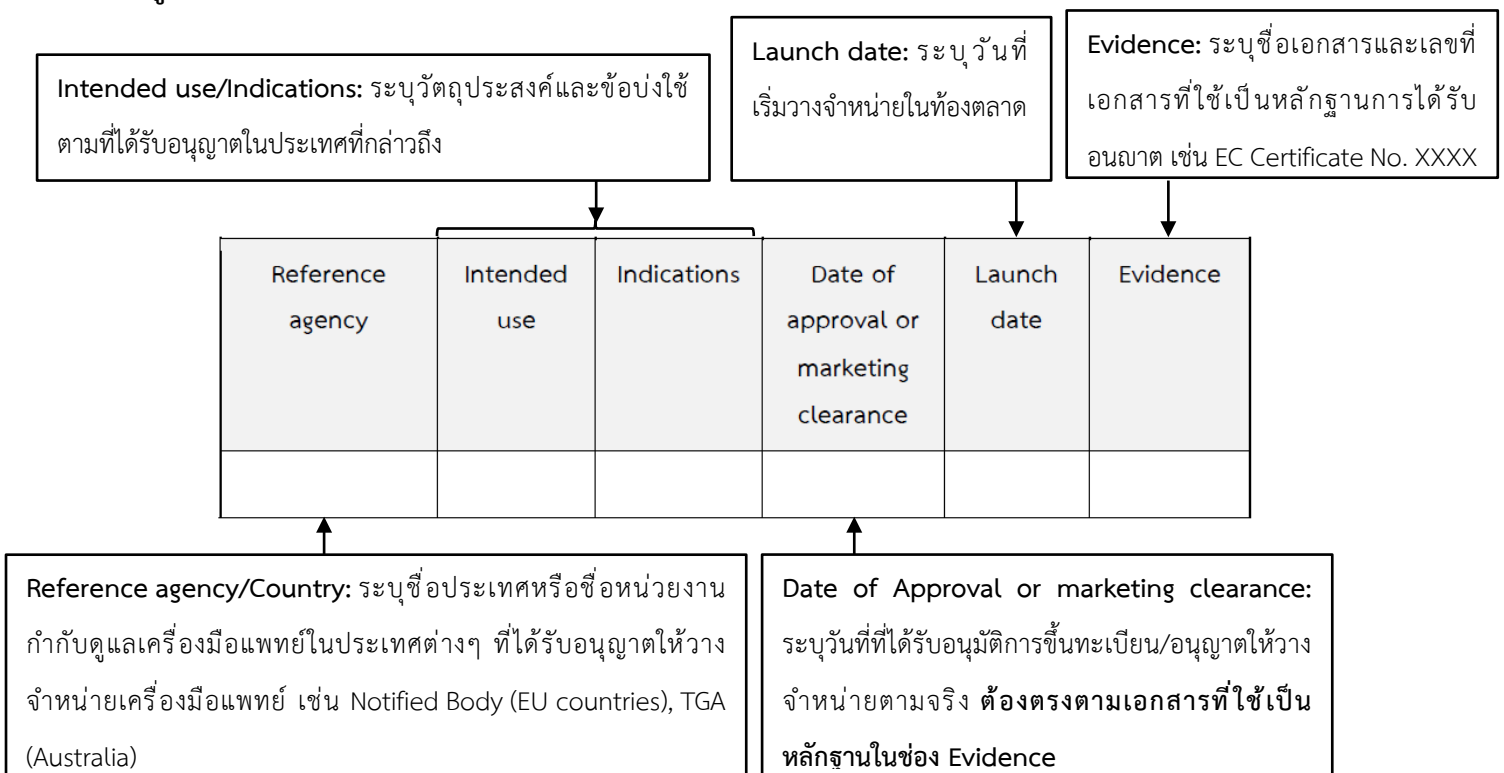 Launch date: ระบุวันที่
เริ่มวางจำหน่ายในท้องตลาด
Evidence: ระบุชื่อเอกสารและเลขที่
เอกสารที่ใช้เป็นหลักฐานการได้รับ
อนุญาต เช่น EC Certificate No. XXXX
Intended use/Indications: ระบุวัตถุประสงค์และข้อบ่งใช้
ตามที่ได้รับอนุญาตในประเทศที่กล่าวถึง
Reference
agency
Intended
use
Indications
Date of
approval or
marketing
clearance
Launch
date
Evidence
Reference agency/Country: ระบุชื่อประเทศหรือชื่อหน่วยงาน
กำกับดูแลเครื่องมือแพทย์ในประเทศต่างๆ ที่ได้รับอนุญาตให้วาง
จำหน่ายเครื่องมือแพทย์ เช่น Notified Body (EU countries), TGA
(Australia)
Date of Approval or marketing clearance:
ระบุวันที่ที่ได้รับอนุมัติการขึ้นทะเบียน/อนุญาตให้วาง
จำหน่ายตามจริง ต้องตรงตามเอกสารที่ใช้เป็น
หลักฐานในช่อง Evidence